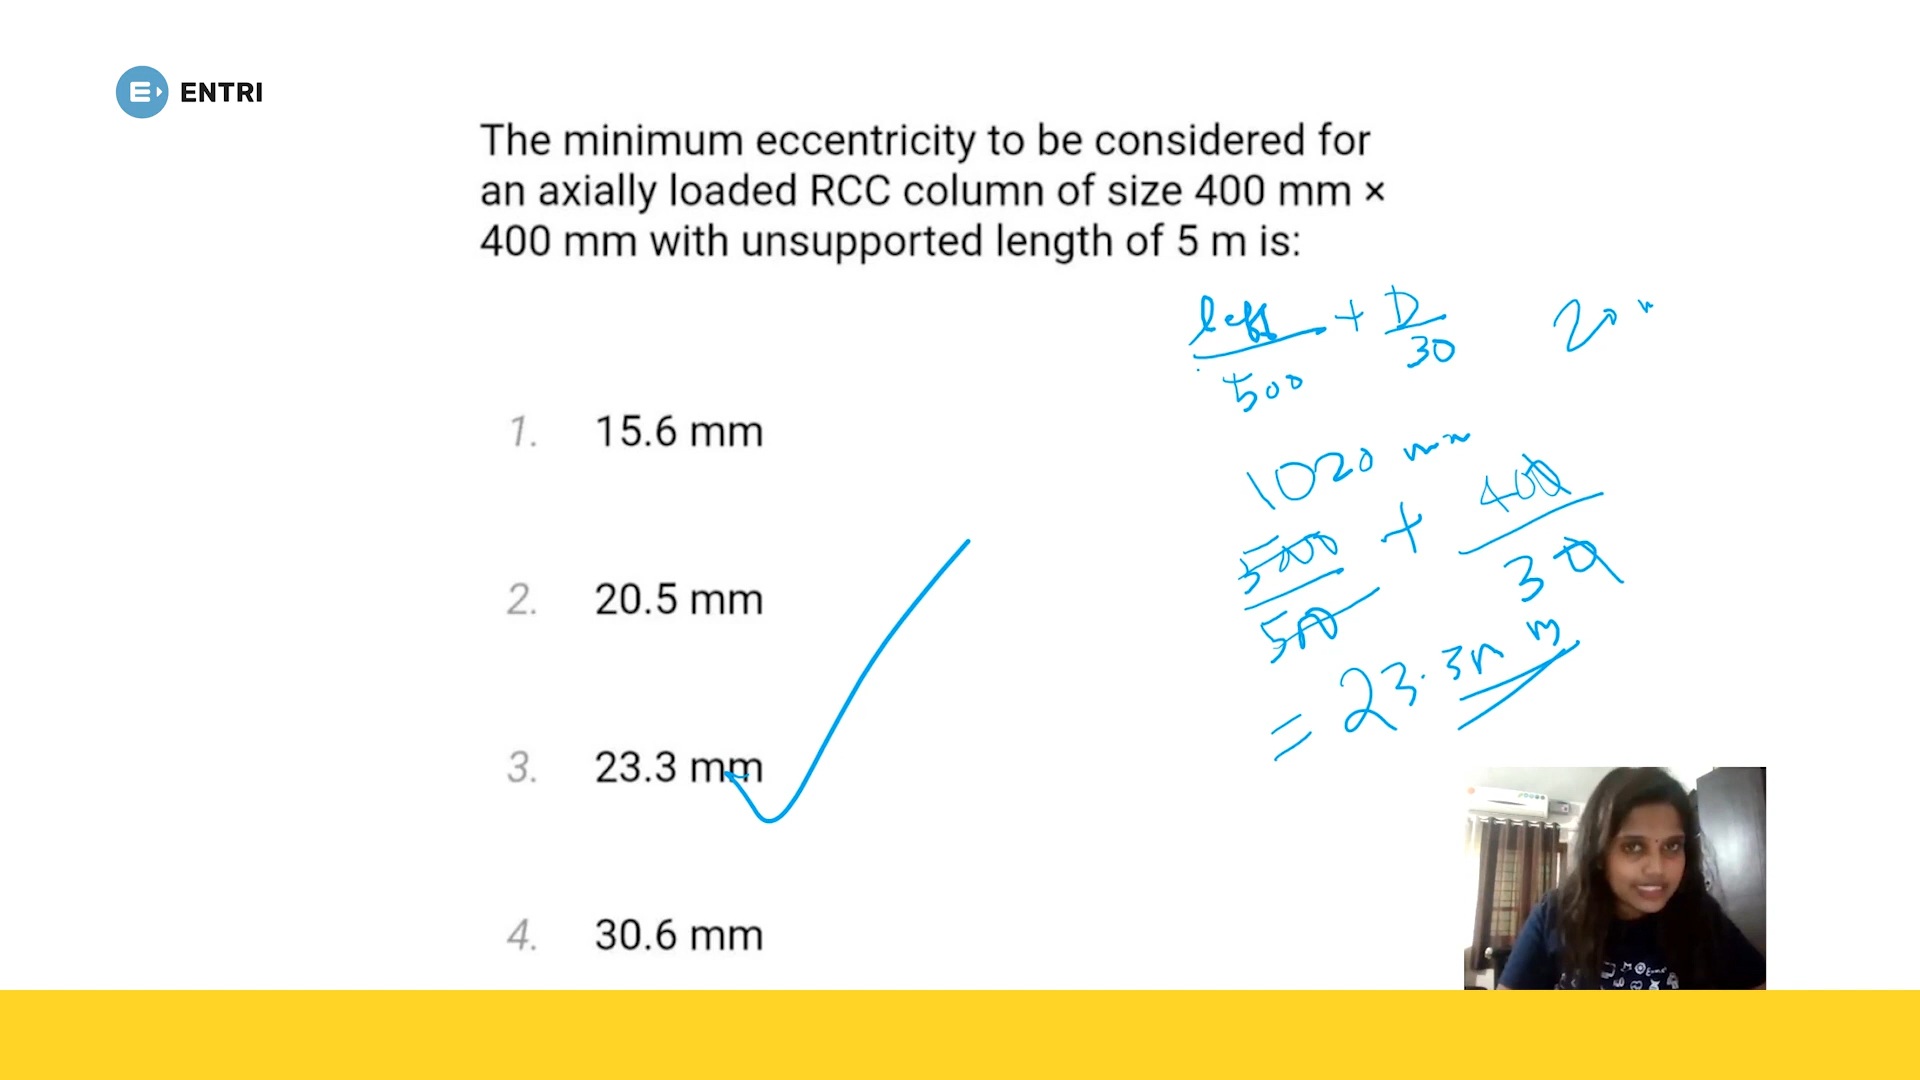 ENTRI
The minimum eccentricity to be considered for
an axially loaded RCC column of size 400 mm ×
400 mm with unsupported length of 5 m is:
leff + D
500 30
20
1. 15.6 mm
1020 mm
5000 + 400
500 30
2. 20.5 mm
= 23.3 mm
3. 23.3 mm
4. 30.6 mm